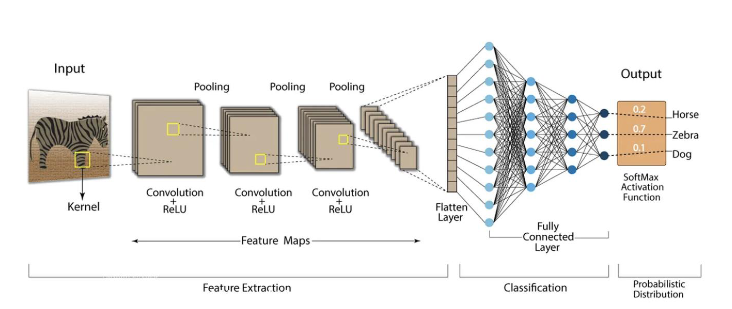 Input
Output
Pooling
Pooling
Pooling
0.2
Horse
0.7
Zebra
0.1
Dog
Kernel
Convolution
+
ReLU
Convolution
+
ReLU
Convolution
+
ReLU
Flatten
Layer
SoftMax
Activation
Function
Feature Maps
Fully
Connected
Layer
Feature Extraction
Classification
Probabilistic
Distribution